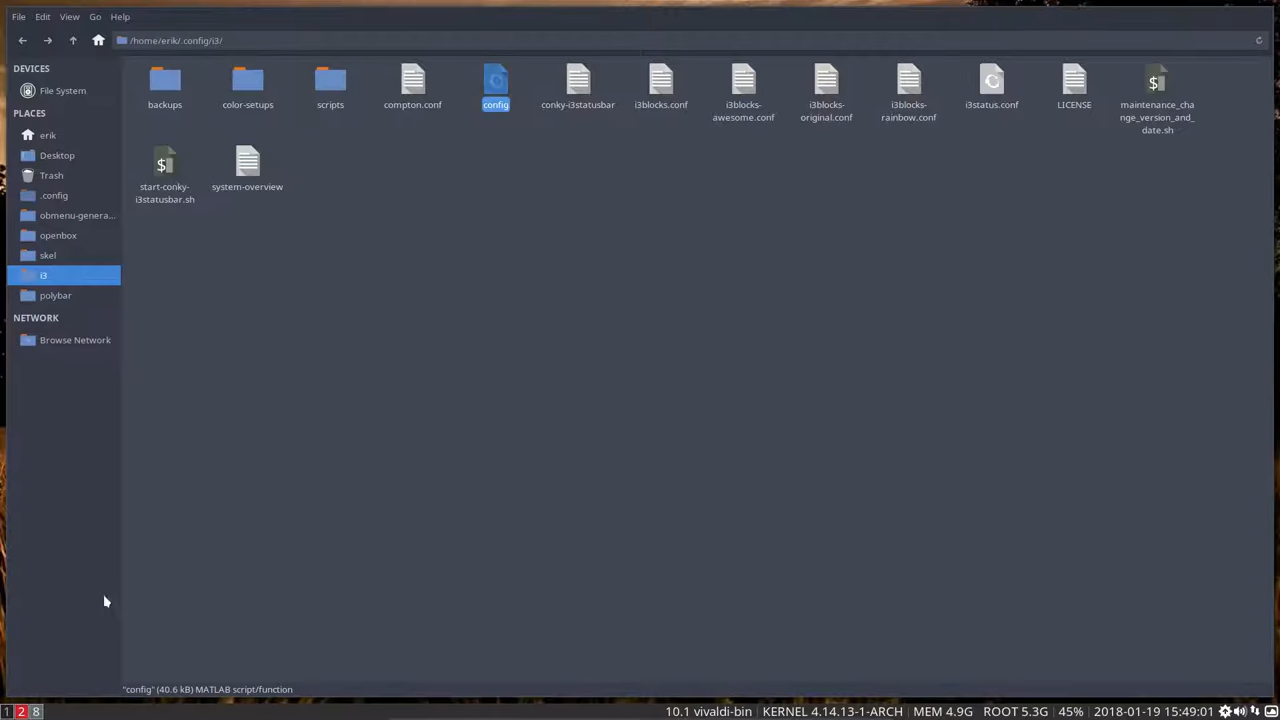 File Edit View Go Help
/home/erik/.config/i3/
DEVICES
File System
PLACES
erik
Desktop
Trash
.config
obmenu-genera...
openbox
skel
i3
polybar
NETWORK
Browse Network
backups
color-setups
scripts
compton.conf
config
conky-i3statusbar
i3blocks.conf
i3blocks-
awesome.conf
i3blocks-
original.conf
i3blocks-
rainbow.conf
i3status.conf
LICENSE
maintenance_cha
nge_version_and_
date.sh
start-conky-
i3statusbar.sh
system-overview
"config" (40.6 kB) MATLAB script/function
1 2 8
10.1 vivaldi-bin KERNEL 4.14.13-1-ARCH MEM 4.9G ROOT 5.3G 45% 2018-01-19 15:49:01